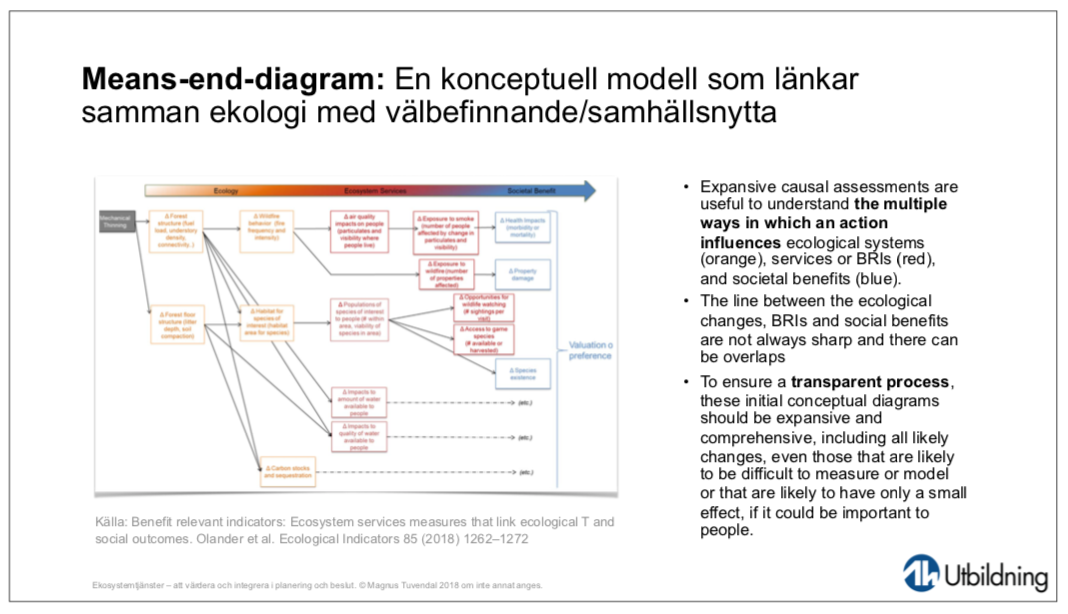 Means-end-diagram: En konceptuell modell som länkar
samman ekologi med välbefinnande/samhällsnytta
Ecology
Ecosystem Services
Societal Benefit
Mechanical
Thinning
Δ Forest
structure (fuel
load, understory
density,
connectivity,.)
Δ Wildfire
behavior (fire
frequency and
intensity)
Δ air quality
impacts on people
(particulates and
visibility where
people live)
Δ Exposure to smoke
(number of people
affected by change in
particulates and
visibility)
Δ Health impacts
(morbidity or
mortality)
Δ Exposure to
wildfire (number
of properties
affected)
Δ Property
damage
Δ Forest floor
structure (litter
depth, soil
compaction)
Δ Habitat for
species of
interest (habitat
area for species)
Δ Populations of
species of interest
to people (# within
area, viability of
species in area)
Δ Opportunities for
wildlife watching
(# sightings per
visit)
Δ Access to game
species
(# available or
harvested)
Δ Species
existence
Valuation o
preference
Δ Impacts to
amount of water
available to
people
(etc.)
Δ Impacts to
quality of water
available to
people
(etc.)
Δ Carbon stocks
and sequestration
(etc.)
• Expansive causal assessments are
useful to understand the multiple
ways in which an action
influences ecological systems
(orange), services or BRIs (red),
and societal benefits (blue).
• The line between the ecological
changes, BRIs and social benefits
are not always sharp and there can
be overlaps
• To ensure a transparent process,
these initial conceptual diagrams
should be expansive and
comprehensive, including all likely
changes, even those that are likely
to be difficult to measure or model
or that are likely to have only a small
effect, if it could be important to
people.
Källa: Benefit relevant indicators: Ecosystem services measures that link ecological T and
social outcomes. Olander et al. Ecological Indicators 85 (2018) 1262–1272
Ekosystemtjänster – att värdera och integrera i planering och beslut. © Magnus Tuvendal 2018 om inte annat anges.
Utbildning